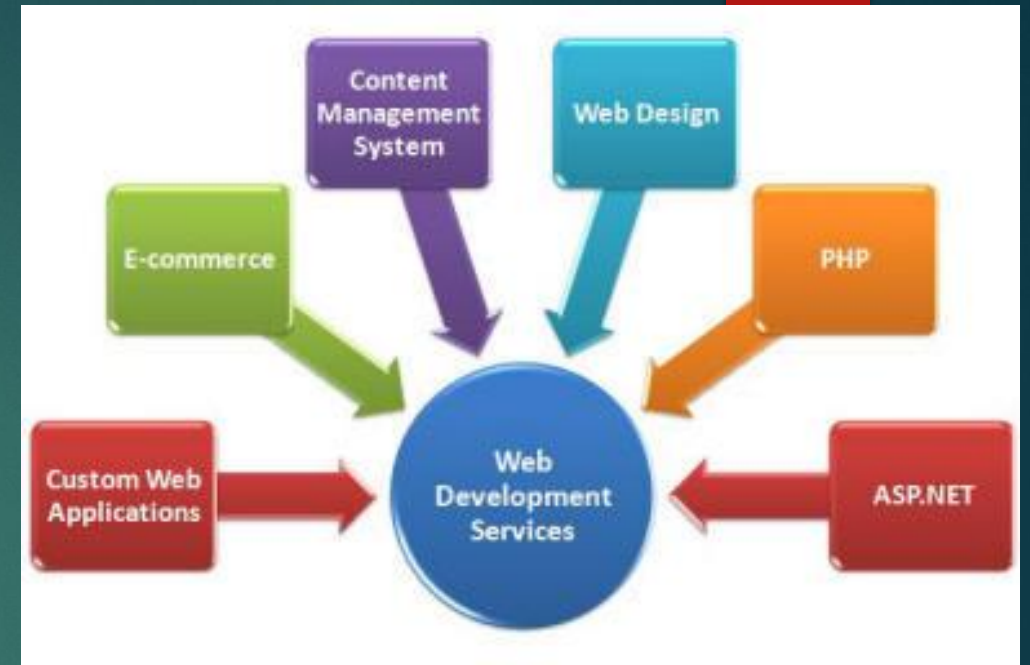 Content
Management
System
Web Design
E-commerce
PHP
Custom Web
Applications
Web
Development
Services
ASP.NET